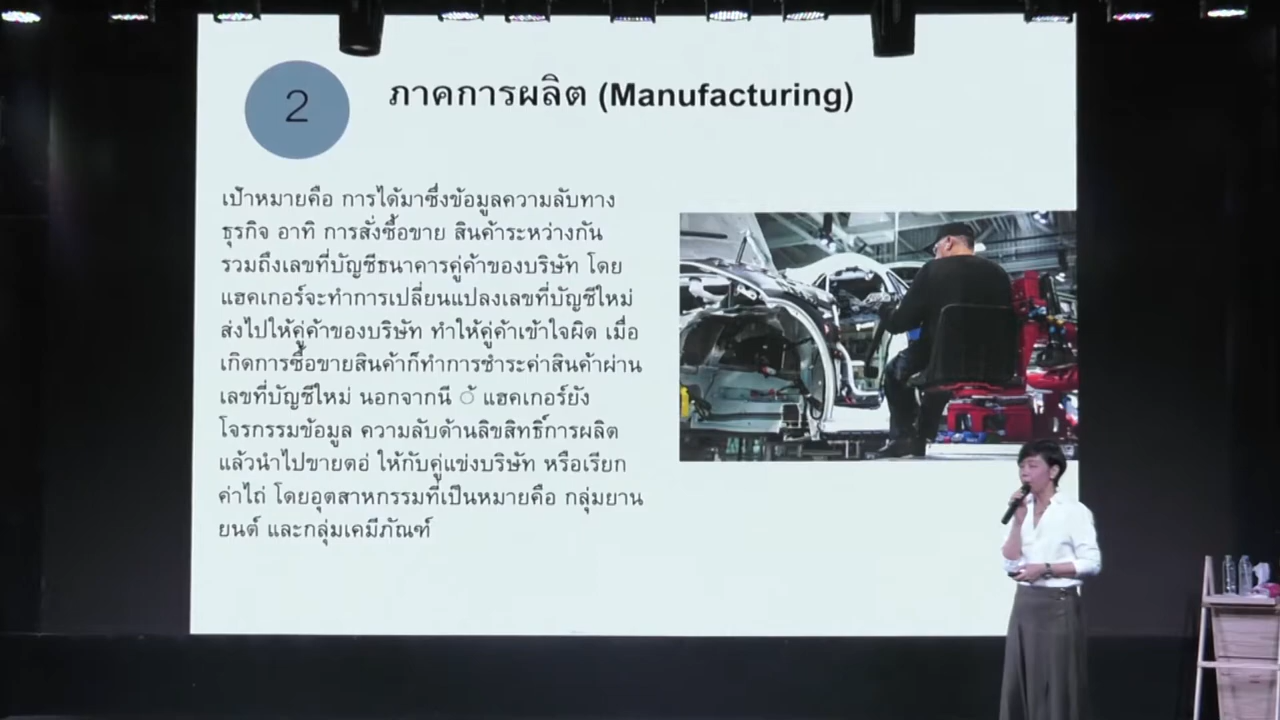 2
ภาคการผลิต (Manufacturing)
เป้าหมายคือ การได้มาซึ่งข้อมูลความลับทาง
ธุรกิจ อาทิ การสั่งซื้อขาย สินค้าระหว่างกัน
รวมถึงเลขที่บัญชีธนาคารคู่ค้าของบริษัท โดย
แฮคเกอร์จะทำการเปลี่ยนแปลงเลขที่บัญชีใหม่
ส่งไปให้คู่ค้าของบริษัท ทำให้คู่ค้าเข้าใจผิด เมื่อ
เกิดการซื้อขายสินค้าก็ทำการชำระค่าสินค้าผ่าน
เลขที่บัญชีใหม่ นอกจากนี ้ แฮคเกอร์ยัง
โจรกรรมข้อมูล ความลับด้านลิขสิทธิ์การผลิต
แล้วนำไปขายตอ่ ให้กับคู่แข่งบริษัท หรือเรียก
ค่าไถ่ โดยอุตสาหกรรมที่เป็นหมายคือ กลุ่มยาน
ยนต์ และกลุ่มเคมีภัณฑ์